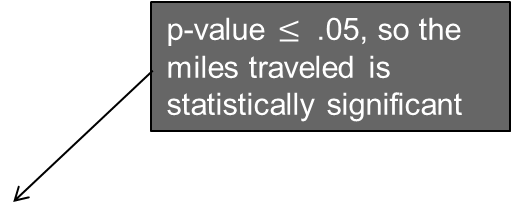 p-value ≤ .05, so the
miles traveled is
statistically significant